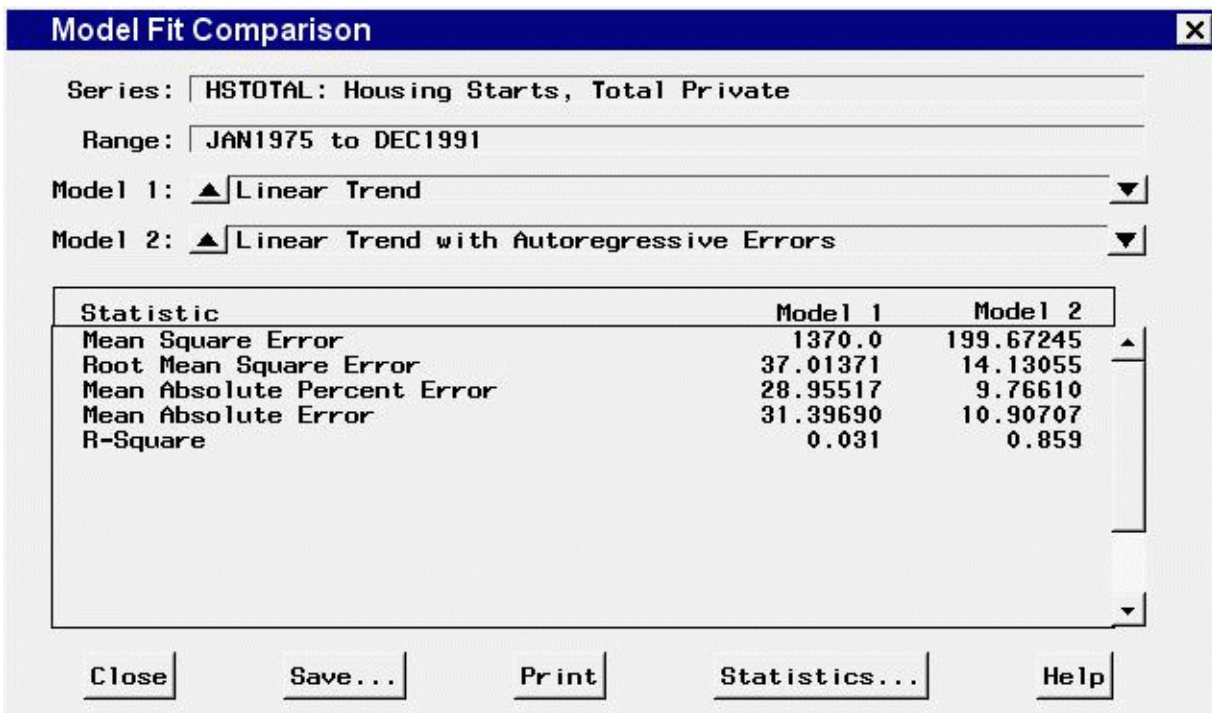 Model Fit Comparison
Series: HSTOTAL: Housing Starts, Total Private
Range: JAN1975 to DEC1991
Model 1: Linear Trend
Model 2: Linear Trend with Autoregressive Errors
Statistic Model 1 Model 2
Mean Square Error 1370.0 199.67245
Root Mean Square Error 37.01371 14.13055
Mean Absolute Percent Error 28.95517 9.76610
Mean Absolute Error 31.39690 10.90707
R-Square 0.031 0.859
Close Save... Print Statistics... Help